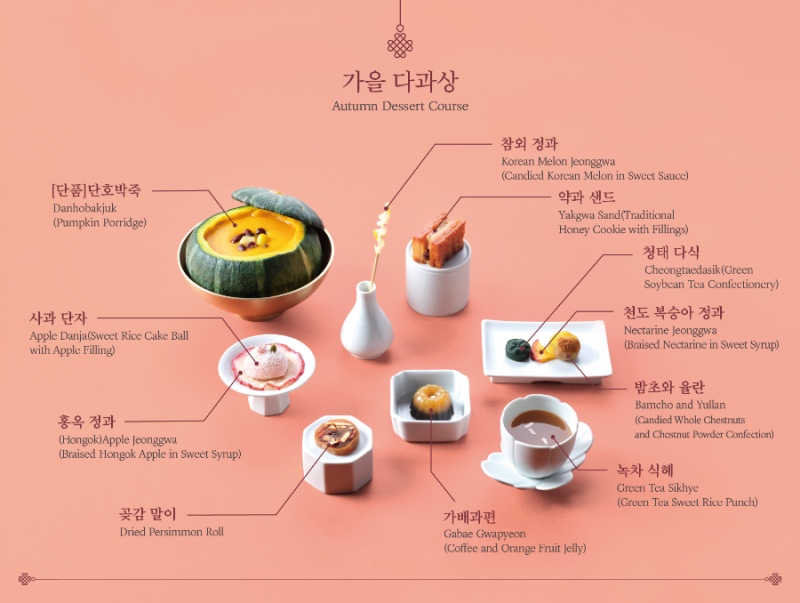 가을 다과상
Autumn Dessert Course
참외 정과
Korean Melon Jeonggwa
(Candied Korean Melon in Sweet Sauce)
[단품]단호박죽
Danhobakjuk
(Pumpkin Porridge)
약과 샌드
Yakgwa Sand(Traditional
Honey Cookie with Fillings)
청태 다식
Cheongtaedasik(Green
Soybean Tea Confectionery)
사과 단자
Apple Danja(Sweet Rice Cake Ball
with Apple Filling)
천도 복숭아 정과
Nectarine Jeonggwa
(Braised Nectarine in Sweet Syrup)
밤초와 율란
Bamcho and Yullan
(Candied Whole Chestnuts
and Chestnut Powder Confection)
홍옥 정과
(Hongok)Apple Jeonggwa
(Braised Hongok Apple in Sweet Syrup)
녹차 식혜
Green Tea Sikhye
(Green Tea Sweet Rice Punch)
곶감 말이
Dried Persimmon Roll
가배과편
Gabae Gwapyeon
(Coffee and Orange Fruit Jelly)